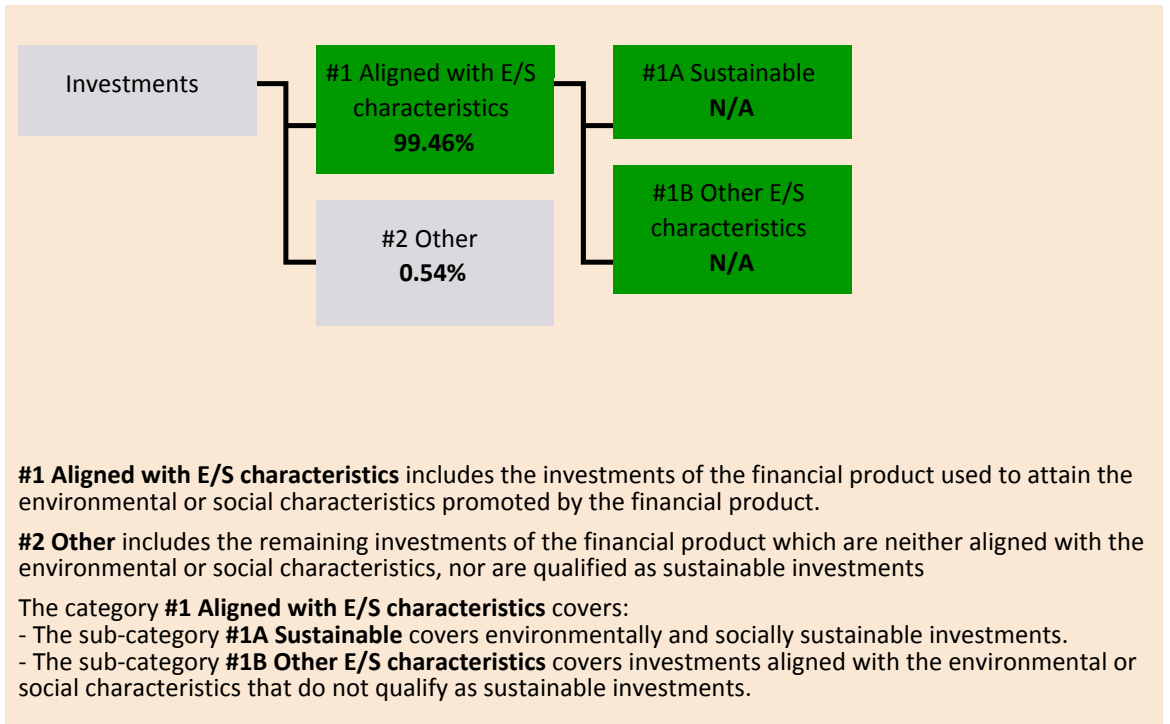 Investments
#1 Aligned with E/S
characteristics
99.46%
#1A Sustainable
N/A
#2 Other
0.54%
#1B Other E/S
characteristics
N/A
#1 Aligned with E/S characteristics includes the investments of the financial product used to attain the
environmental or social characteristics promoted by the financial product.
#2 Other includes the remaining investments of the financial product which are neither aligned with the
environmental or social characteristics, nor are qualified as sustainable investments
The category #1 Aligned with E/S characteristics covers:
- The sub-category #1A Sustainable covers environmentally and socially sustainable investments.
- The sub-category #1B Other E/S characteristics covers investments aligned with the environmental or
social characteristics that do not qualify as sustainable investments.